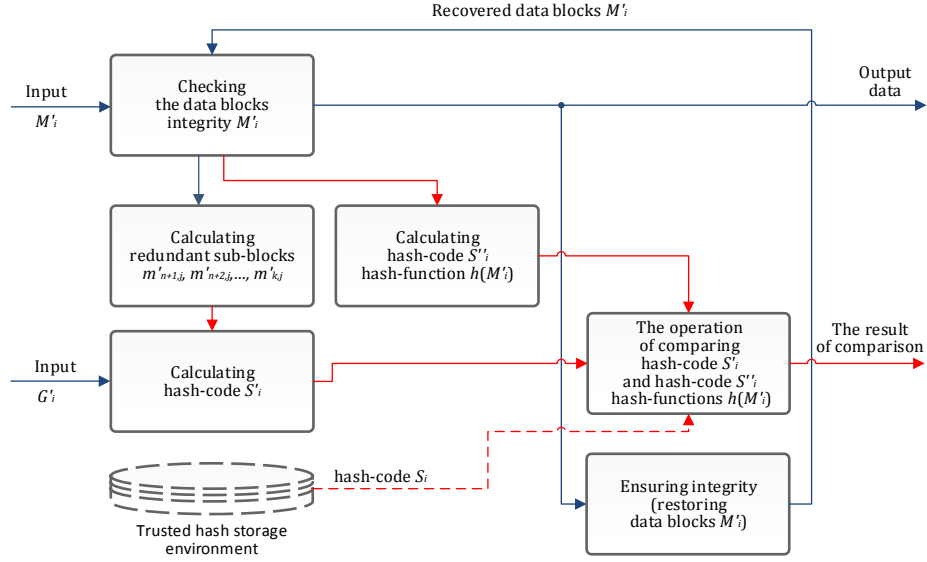 Recovered data blocks M'i
Input
M'i
Checking
the data blocks
integrity M'i
Output
data
Calculating
redundant sub-blocks
m'n+1,j, m'n+2,j,..., m'k,j
Calculating
hash-code S''i
hash-function h(M'i)
Input
G'i
Calculating
hash-code S'i
The operation
of comparing
hash-code S'i
and hash-code S''i
hash-functions h(M'i)
The result
of comparison
hash-code Si
Trusted hash storage
environment
Ensuring integrity
(restoring
data blocks M'i)